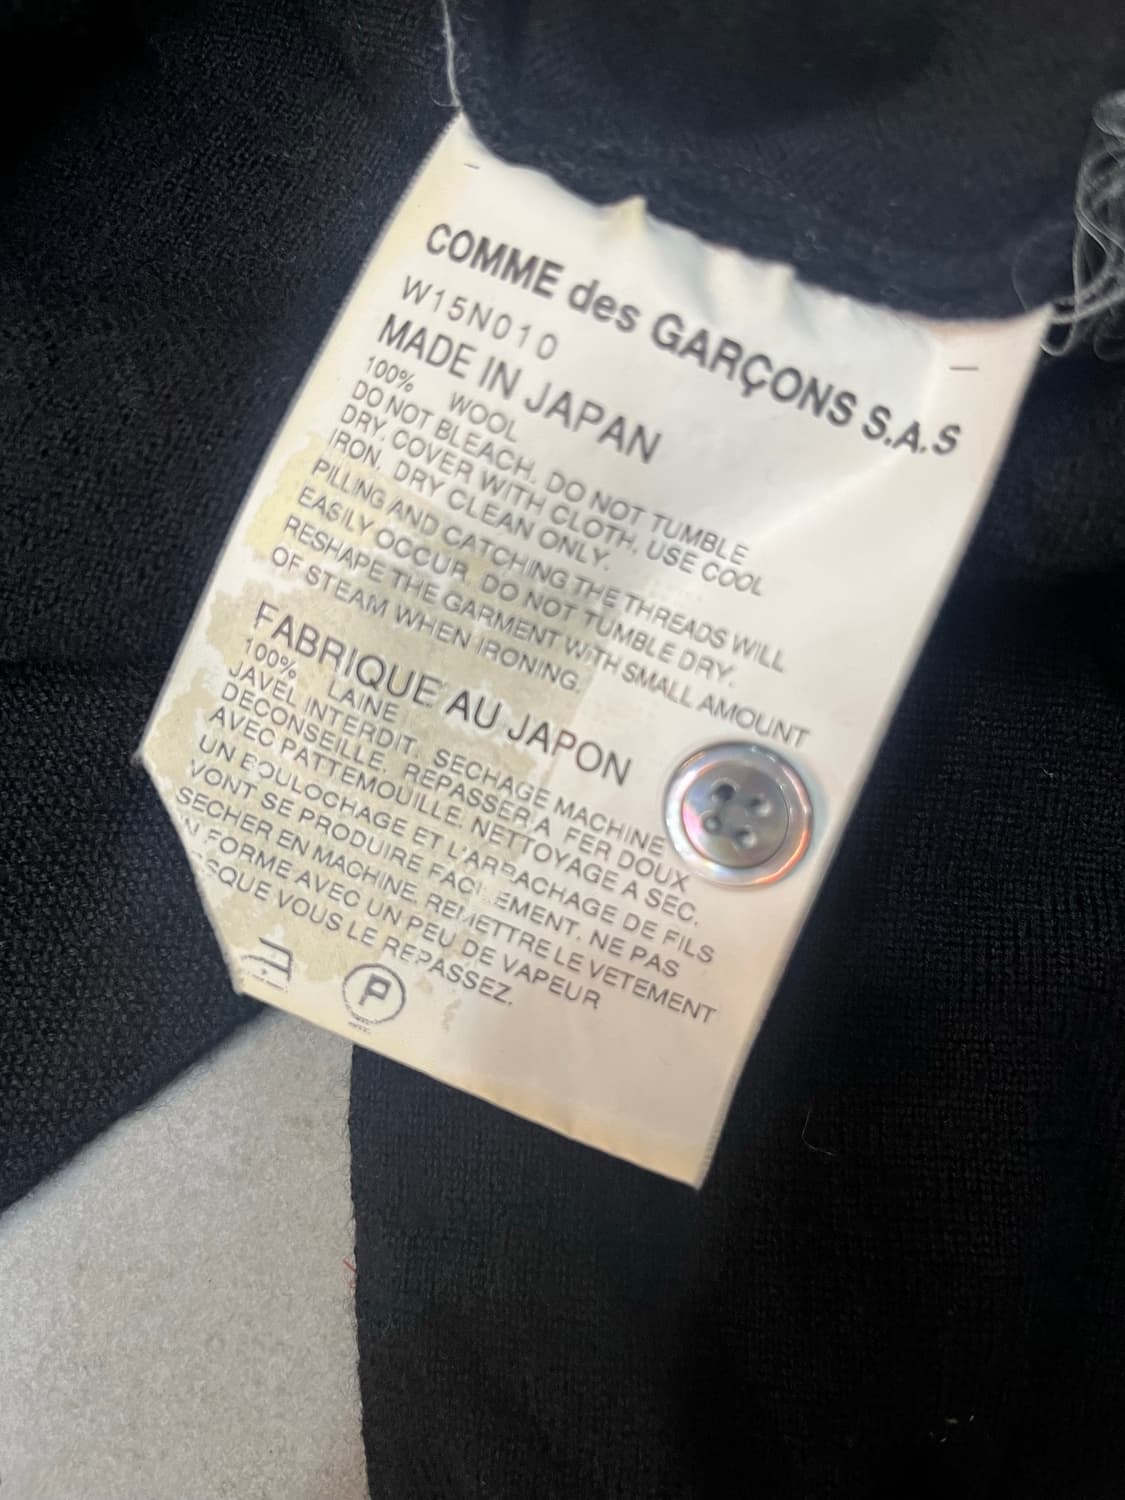 COMME des GARÇONS S.A.S
W15N010
MADE IN JAPAN
100% WOOL
DO NOT BLEACH, DO NOT TUMBLE
DRY, COVER WITH CLOTH, USE COOL
IRON, DRY CLEAN ONLY.
PILLING AND CATCHING THE THREADS WILL
EASILY OCCUR. DO NOT TUMBLE DRY.
RESHAPE THE GARMENT WITH SMALL AMOUNT
OF STEAM WHEN IRONING.
FABRIQUE AU JAPON
100% LAINE
JAVEL INTERDIT, SECHAGE MACHINE
DECONSEILLE, REPASSER A FER DOUX
AVEC PATTEMOUILLE, NETTOYAGE A SEC.
UN BOULOCHAGE ET L'ARRACHAGE DE FILS
VONT SE PRODUIRE FACILEMENT. NE PAS
SECHER EN MACHINE. REMETTRE LE VETEMENT
FORME AVEC UN PEU DE VAPEUR
VOUS LE REPASSEZ.
P